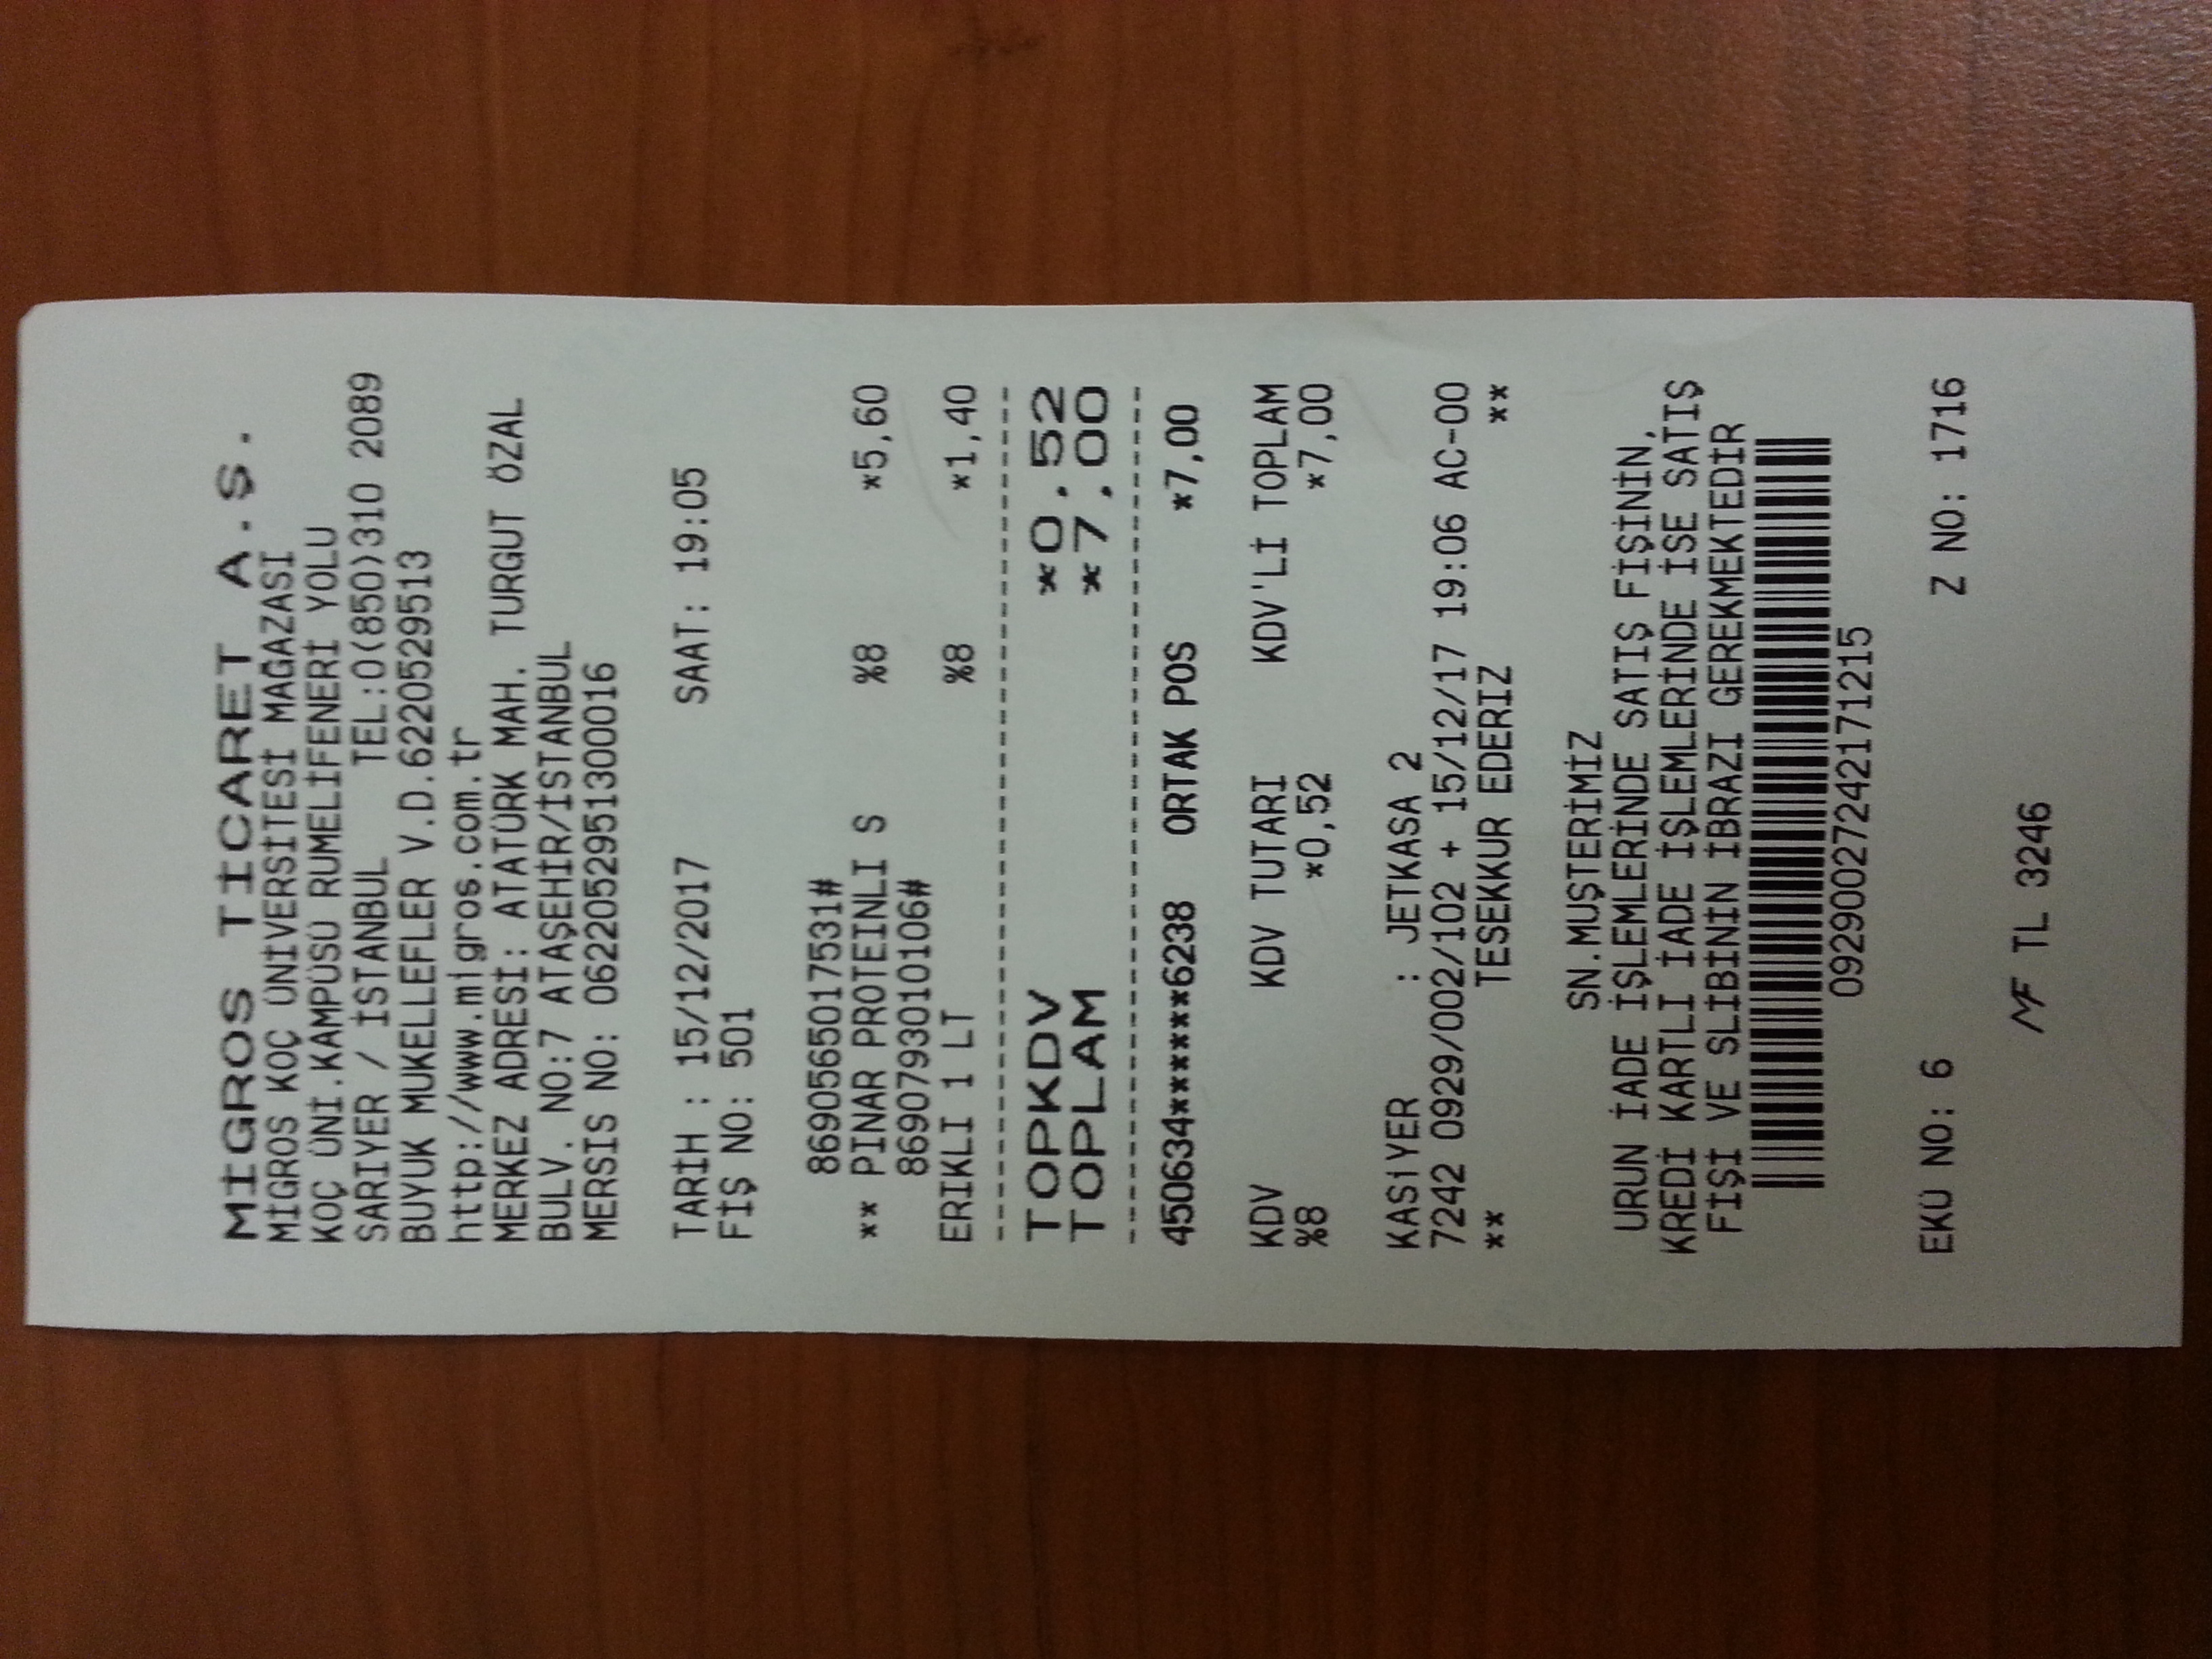 MİGROS TİCARET A.Ş.
MİGROS KOÇ ÜNİVERSİTESİ MAĞAZASI
KOÇ ÜNİ.KAMPÜSÜ RUMELİFENERİ YOLU
SARIYER / İSTANBUL TEL:0(850)310 2089
BÜYÜK MÜKELLEFLER V.D.6220529513
http://www.migros.com.tr
MERKEZ ADRESİ: ATATÜRK MAH. TURGUT ÖZAL
BULV. NO:7 ATAŞEHİR/İSTANBUL
MERSIS NO: 0622052951300016
TARİH : 15/12/2017 SAAT: 19:05
FİŞ NO: 501
8690565017531#
** PINAR PROTEINLI S %8 *5,60
8690793010106#
ERIKLI 1 LT %8 *1,40
TOPKDV *0.52
TOPLAM *7.00
450634******6238 ORTAK POS *7,00
KDV KDV TUTARI KDV'Lİ TOPLAM
%8 *0,52 *7,00
KASiYER : JETKASA 2
7242 0929/002/102 + 15/12/17 19:06 AC-00
** TESEKKUR EDERIZ **
SN.MÜŞTERİMİZ
ÜRÜN İADE İŞLEMLERİNDE SATIŞ FİŞİNİN,
KREDİ KARTLI İADE İŞLEMLERİNDE İSE SATIŞ
FİŞİ VE SLİBİNİN İBRAZI GEREKMEKTEDİR
09290027242171215
EKÜ NO: 6 Z NO: 1716
MF TL 3246